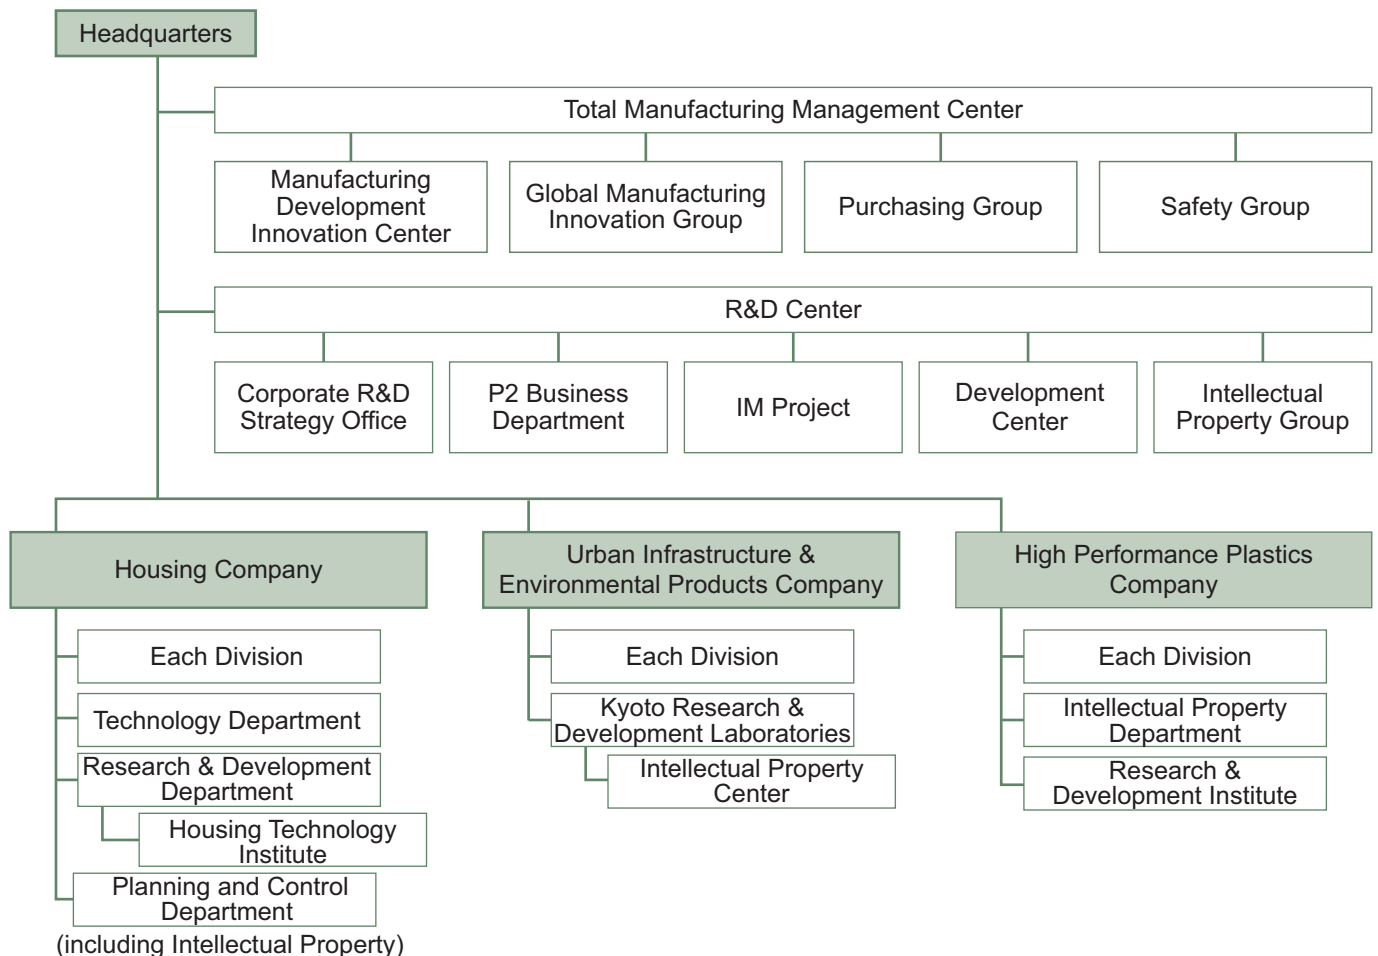 Headquarters
Total Manufacturing Management Center
Manufacturing
Development
Innovation Center
Global Manufacturing
Innovation Group
Purchasing Group
Safety Group
R&D Center
Corporate R&D
Strategy Office
P2 Business
Department
IM Project
Development
Center
Intellectual
Property Group
Housing Company
Each Division
Technology Department
Research & Development
Department
Housing Technology
Institute
Planning and Control
Department
(including Intellectual Property)
Urban Infrastructure &
Environmental Products Company
Each Division
Kyoto Research &
Development Laboratories
Intellectual Property
Center
High Performance Plastics
Company
Each Division
Intellectual Property
Department
Research &
Development Institute